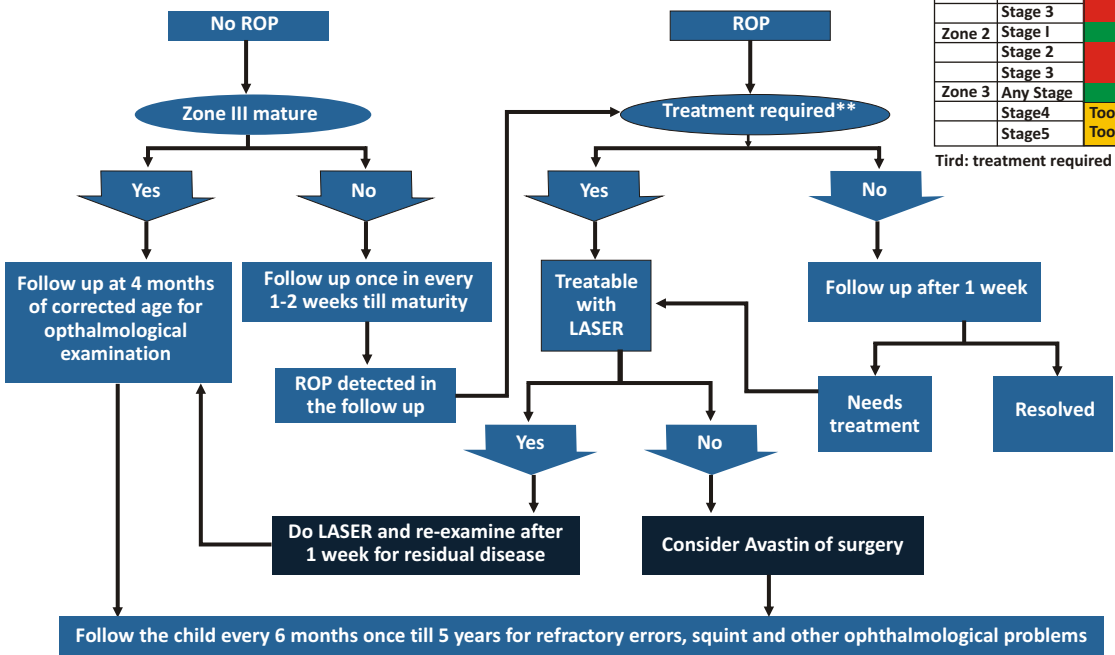 No ROP
ROP
Stage 3
Zone 2 Stage I
Stage 2
Stage 3
Zone 3 Any Stage
Stage4 Too
Stage5 Too
Tird: treatment required
Zone III mature
Treatment required**
Yes
No
Yes
No
Follow up at 4 months
of corrected age for
opthalmological
examination
Follow up once in every
1-2 weeks till maturity
Treatable
with
LASER
Follow up after 1 week
ROP detected in
the follow up
Needs
treatment
Resolved
Yes
No
Do LASER and re-examine after
1 week for residual disease
Consider Avastin of surgery
Follow the child every 6 months once till 5 years for refractory errors, squint and other ophthalmological problems